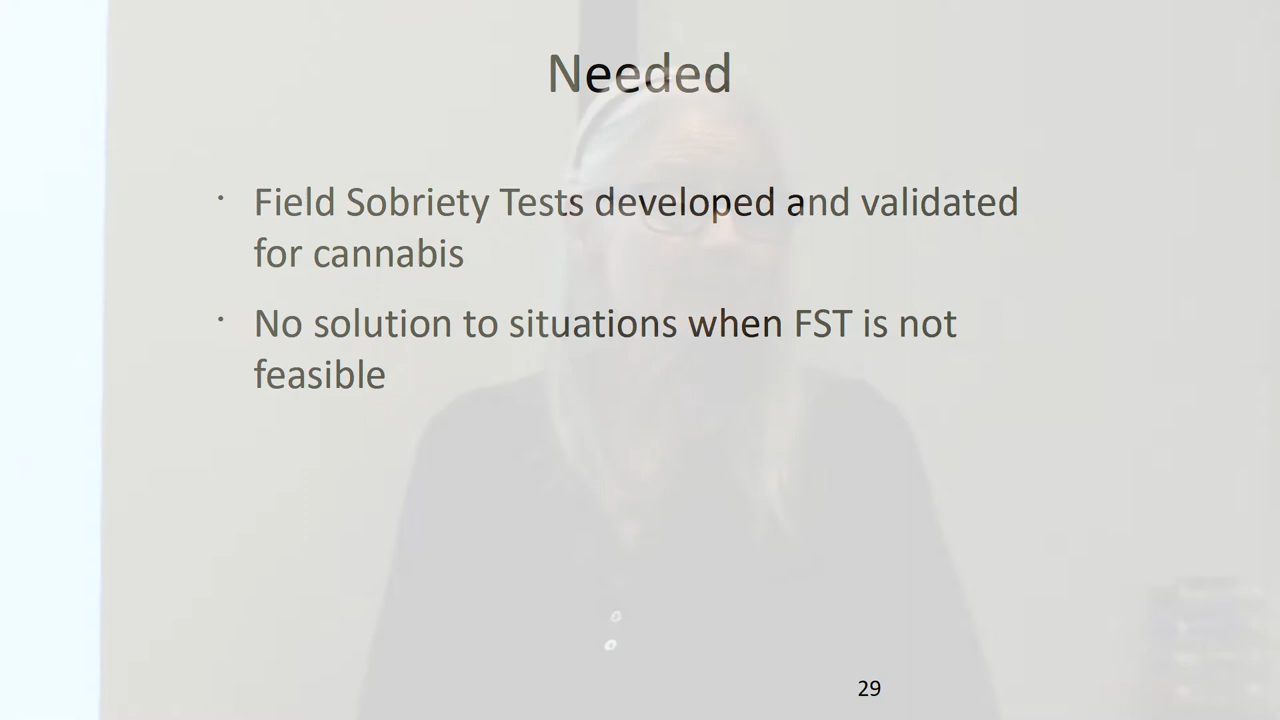 Needed
· Field Sobriety Tests developed and validated
for cannabis
· No solution to situations when FST is not
feasible
29